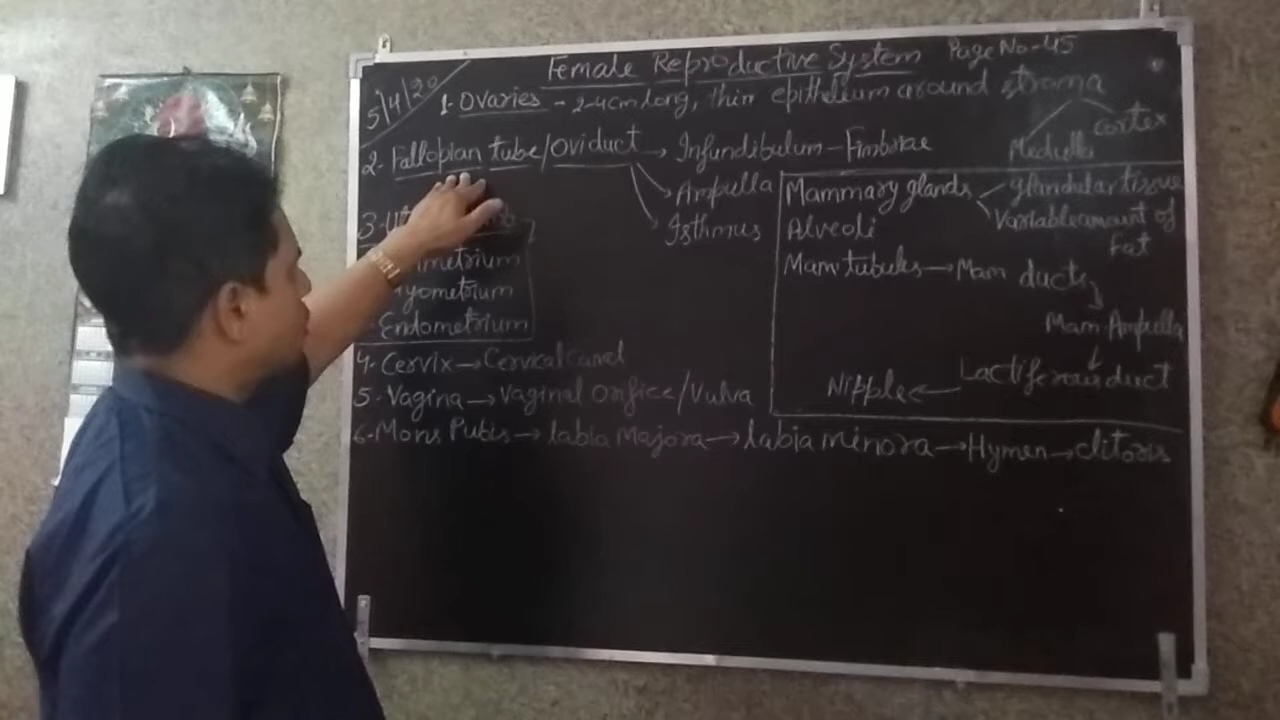 Female Reproductive System Page No-45
5/4/20
1. Ovaries - 2-4cm long, thin epithelium around stroma
Medulla cortex
2. Fallopian tube/Oviduct → Infundibulum - Fimbrae
Ampulla
Isthmus
3.
metrium
yometrium
Endometrium
4. Cervix → Cervical Canal
5. Vagina → Vaginal Orifice/Vulva
6. Mons Pubis → labia Majora → labia minora → Hymen → clitoris
Mammary glands glandular tissue
Variable amount of
fat
Alveoli
Mam tubules → Mam ducts
Mam. Ampulla
Lactiferous duct
Nipple